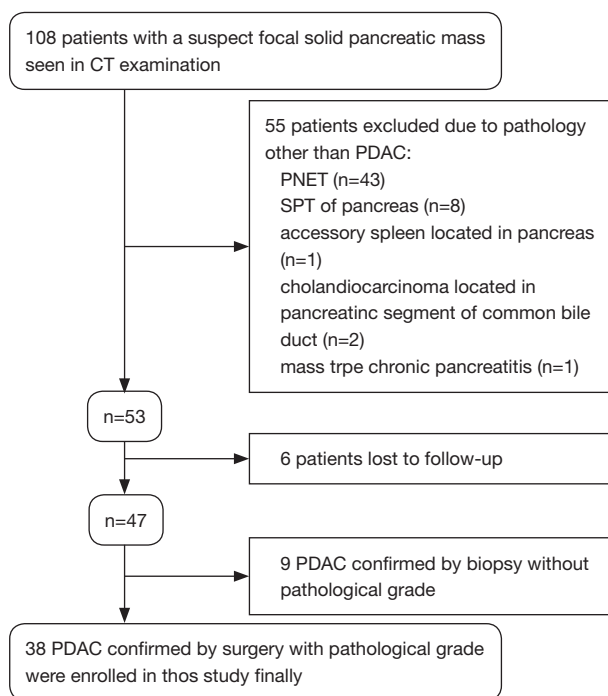 108 patients with a suspect focal solid pancreatic mass
seen in CT examination
55 patients excluded due to pathology
other than PDAC:
PNET (n=43)
SPT of pancreas (n=8)
accessory spleen located in pancreas
(n=1)
cholandiocarcinoma located in
pancreatinc segment of common bile
duct (n=2)
mass trpe chronic pancreatitis (n=1)
n=53
6 patients lost to follow-up
n=47
9 PDAC confirmed by biopsy without
pathological grade
38 PDAC confirmed by surgery with pathological grade
were enrolled in thos study finally